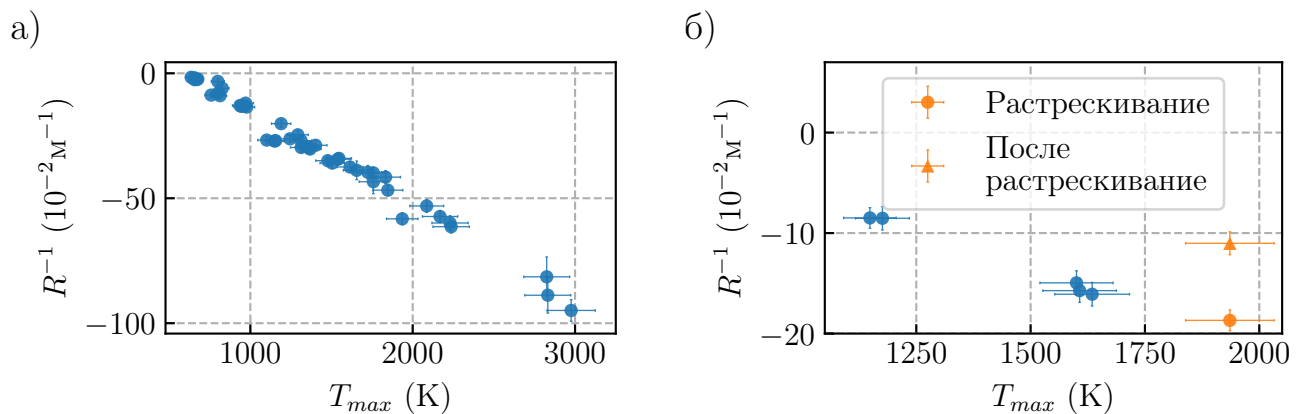 а)
0
−50
−100
R⁻¹ (10⁻²м⁻¹)
1000 2000 3000
T_max (K)
б)
Растрескивание
После
растрескивание
0
−10
−20
R⁻¹ (10⁻²м⁻¹)
1250 1500 1750 2000
T_max (K)